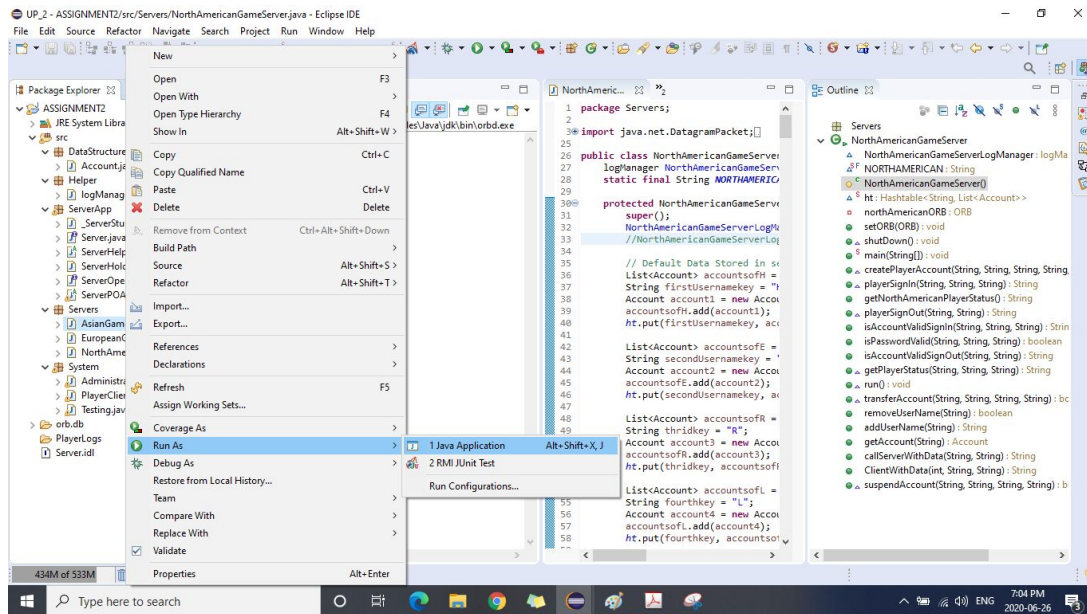 UP_2 - ASSIGNMENT2/src/Servers/NorthAmericanGameServer.java - Eclipse IDE
File Edit Source Refactor Navigate Search Project Run Window Help
Package Explorer
ASSIGNMENT2
JRE System Libra
src
DataStructure
Account.ja
Helper
logManag
ServerApp
_ServerStu
Server.java
ServerHelp
ServerHolc
ServerOpe
ServerPOA
Servers
AsianGam
EuropeanG
NorthAme
System
Administra
PlayerClier
Testing.jav
orb.db
PlayerLogs
Server.idl
New
Open F3
Open With
Open Type Hierarchy F4
Show In Alt+Shift+W
Copy Ctrl+C
Copy Qualified Name
Paste Ctrl+V
Delete Delete
Remove from Context Ctrl+Alt+Shift+Down
Build Path
Source Alt+Shift+S
Refactor Alt+Shift+T
Import...
Export...
References
Declarations
Refresh F5
Assign Working Sets...
Coverage As
Run As
Debug As
Restore from Local History...
Team
Compare With
Replace With
Validate
Properties Alt+Enter
1 Java Application Alt+Shift+X, J
2 RMI JUnit Test
Run Configurations...
les\Java\jdk\bin\orbd.exe
NorthAmeric...
1 package Servers;
2
3 import java.net.DatagramPacket;
25
26 public class NorthAmericanGameServer
27 logManager NorthAmericanGameServer
28 static final String NORTHAMERICA
29
30 protected NorthAmericanGameServe
31 super();
32 NorthAmericanGameServerLogMa
33 //NorthAmericanGameServerLog
34
35 // Default Data Stored in se
36 List<Account> accountsofH =
37 String firstUsernamekey = "H
38 Account account1 = new Accou
39 accountsofH.add(account1);
40 ht.put(firstUsernamekey, acc
41
42 List<Account> accountsofE =
43 String secondUsernamekey = "
44 Account account2 = new Accou
45 accountsofE.add(account2);
46 ht.put(secondUsernamekey, ac
47
48 List<Account> accountsofR =
49 String thridkey = "R";
Account account3 = new Accou
accountsofR.add(account3);
ht.put(thridkey, accountsofR
List<Account> accountsofL =
55 String fourthkey = "L";
56 Account account4 = new Accou
57 accountsofL.add(account4);
58 ht.put(fourthkey, accountsof
Outline
Servers
NorthAmericanGameServer
NorthAmericanGameServerLogManager : logMa
NORTHAMERICAN : String
NorthAmericanGameServer()
ht : Hashtable<String, List<Account>>
northAmericanORB : ORB
setORB(ORB) : void
shutDown() : void
main(String[]) : void
createPlayerAccount(String, String, String, String,
playerSignIn(String, String, String) : String
getNorthAmericanPlayerStatus() : String
playerSignOut(String, String) : String
isAccountValidSignIn(String, String, String) : Strin
isPasswordValid(String, String, String) : boolean
isAccountValidSignOut(String, String) : String
getPlayerStatus(String, String, String) : String
run() : void
transferAccount(String, String, String, String) : bc
removeUserName(String) : boolean
addUserName(String) : String
getAccount(String) : Account
callServerWithData(String, String) : String
ClientWithData(int, String, String) : String
suspendAccount(String, String, String, String) : b
434M of 533M
Type here to search
ENG
7:04 PM
2020-06-26